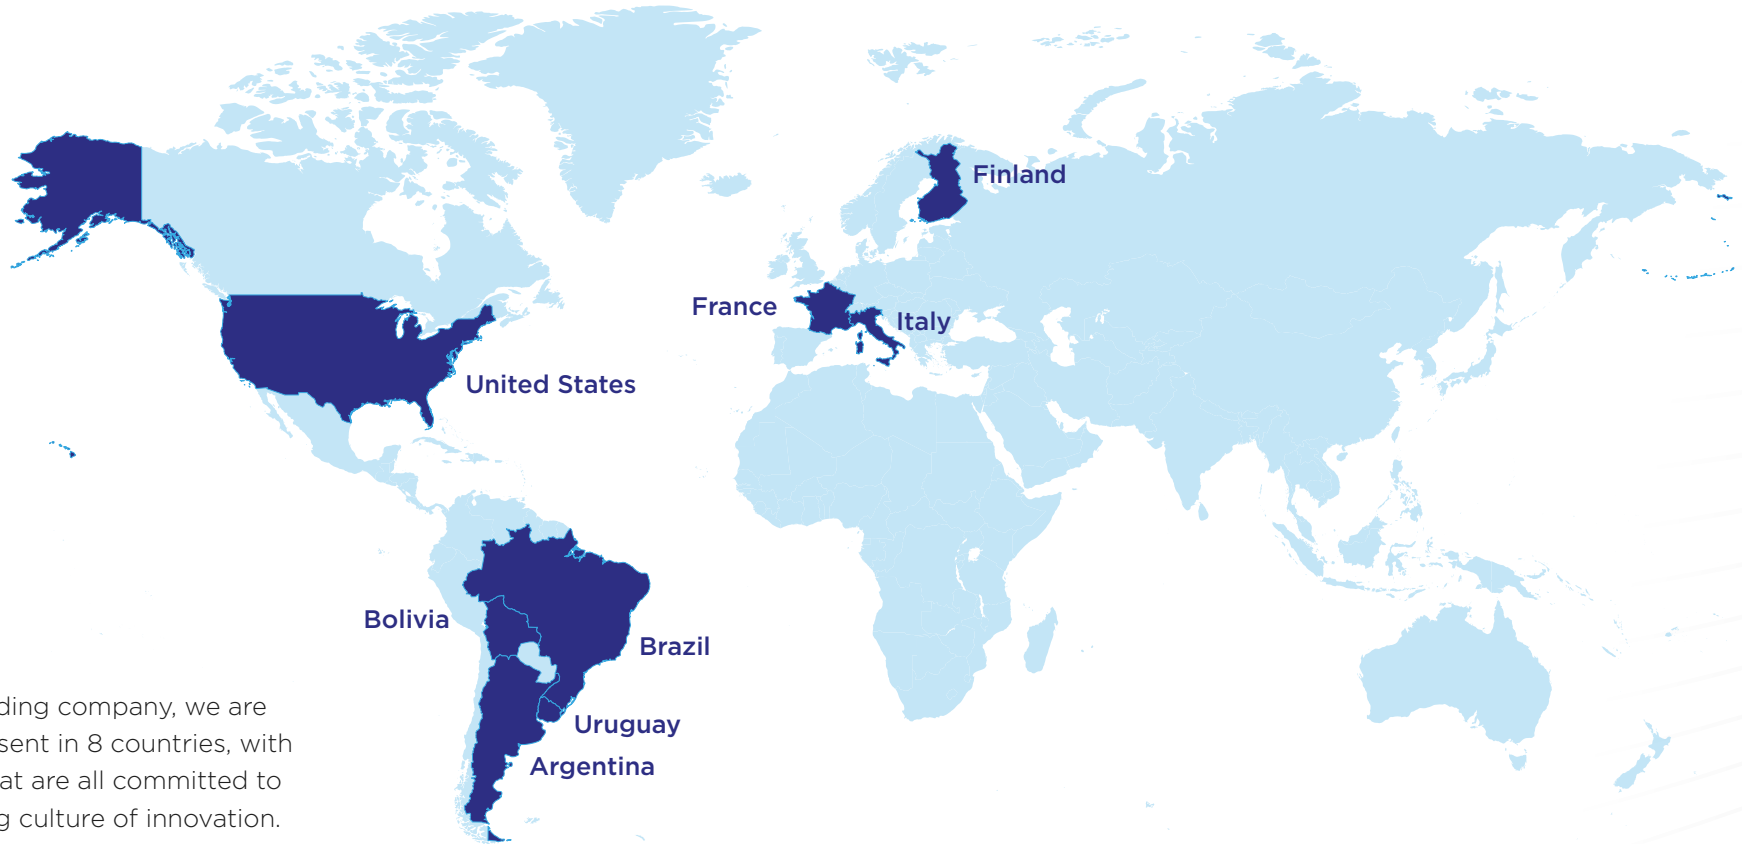 Finland
France
Italy
United States
Bolivia
Brazil
Uruguay
Argentina
ding company, we are
sent in 8 countries, with
at are all committed to
g culture of innovation.